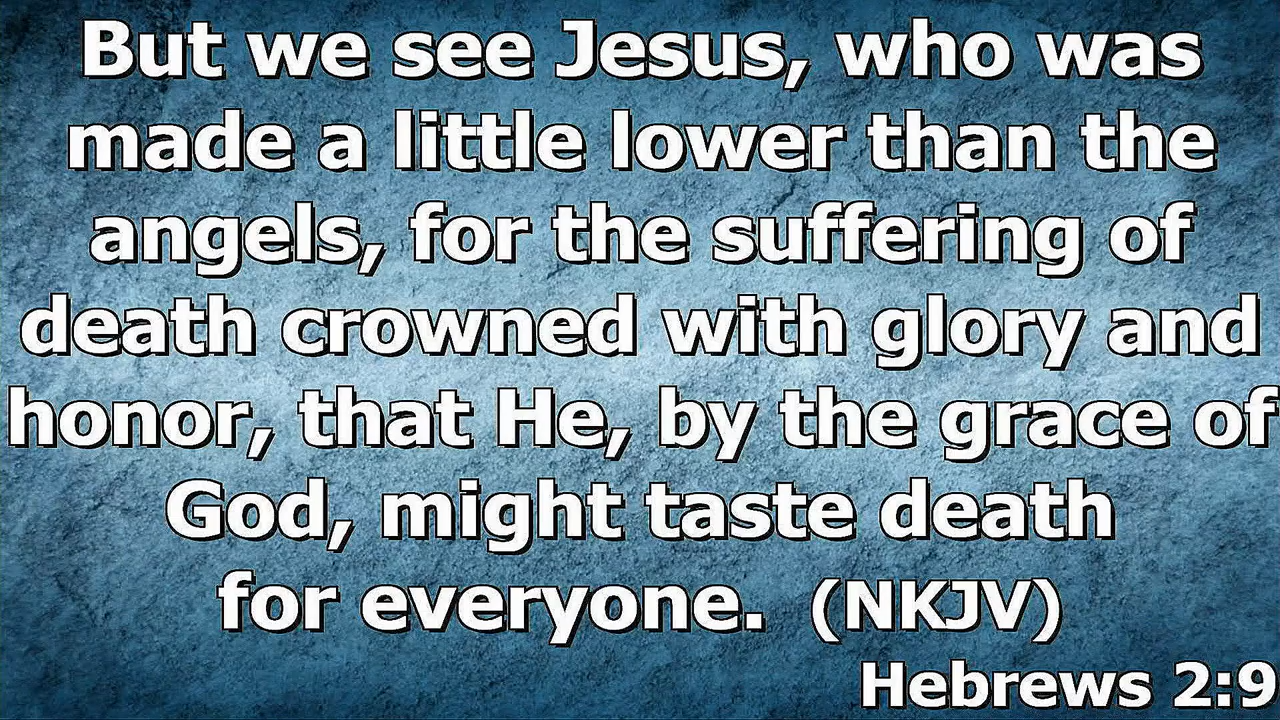 But we see Jesus, who was
made a little lower than the
angels, for the suffering of
death crowned with glory and
honor, that He, by the grace of
God, might taste death
for everyone. (NKJV)
Hebrews 2:9